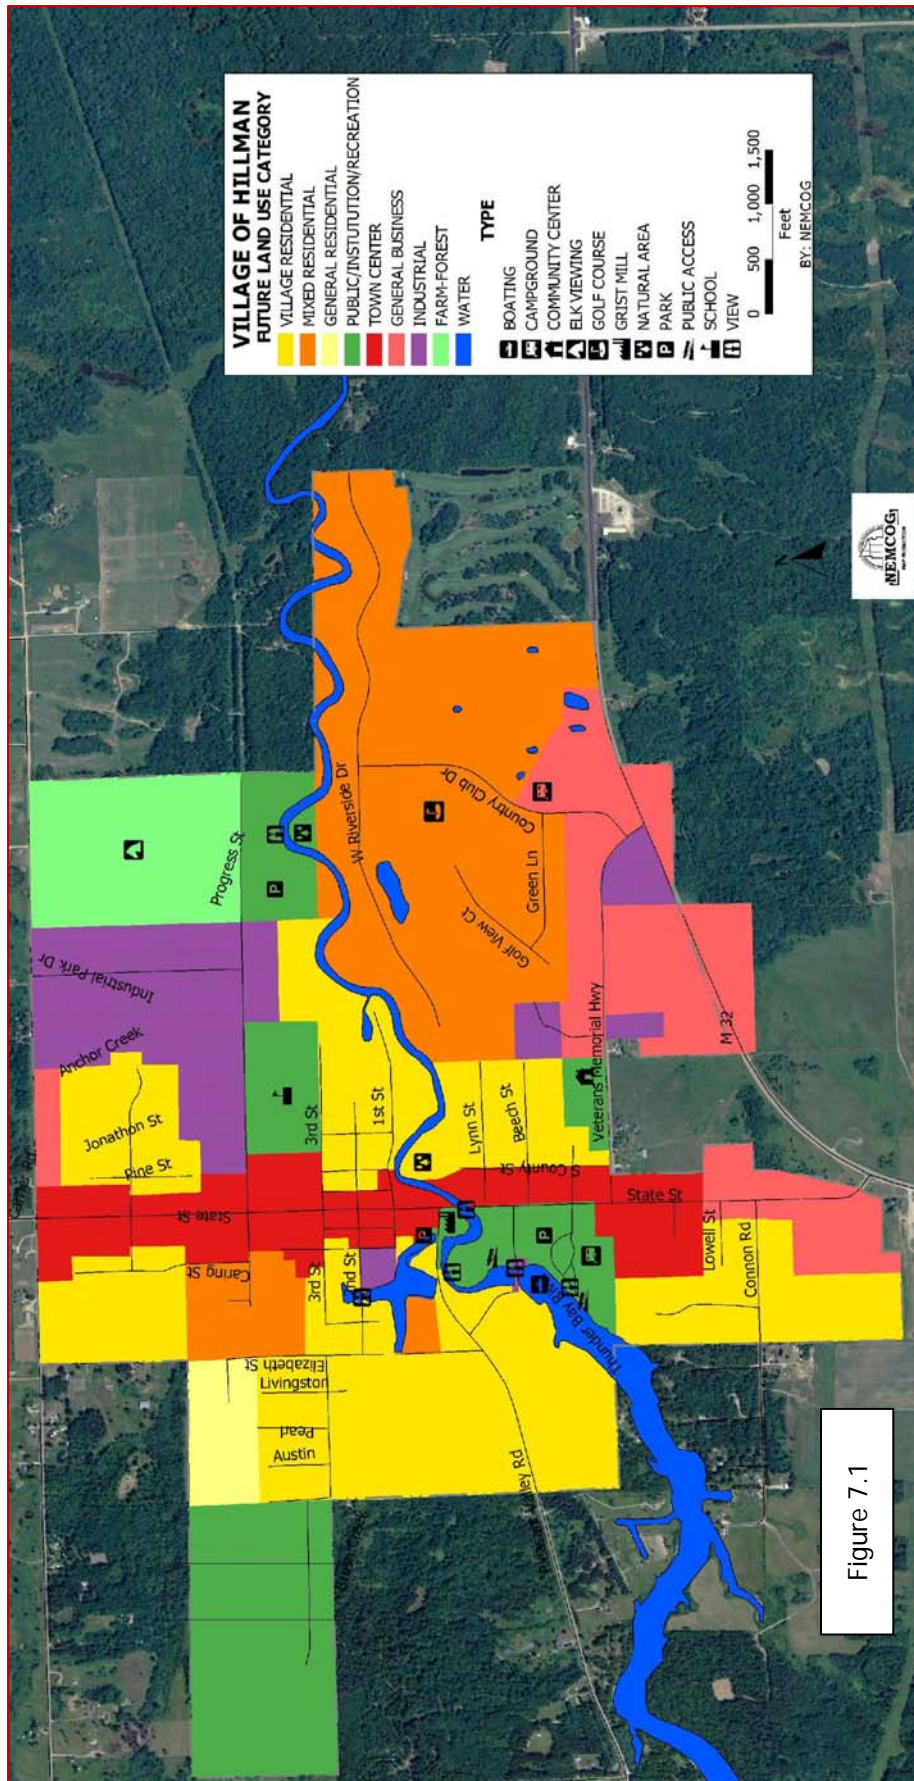 VILLAGE OF HILLMAN
FUTURE LAND USE CATEGORY
VILLAGE RESIDENTIAL
MIXED RESIDENTIAL
GENERAL RESIDENTIAL
PUBLIC/INSTUTUTION/RECREATION
TOWN CENTER
GENERAL BUSINESS
INDUSTRIAL
FARM-FOREST
WATER
TYPE
BOATING
CAMPGROUND
COMMUNITY CENTER
ELK VIEWING
GOLF COURSE
GRIST MILL
NATURAL AREA
P PARK
PUBLIC ACCESS
SCHOOL
VIEW
0 500 1,000 1,500
Feet
BY: NEMCOG
NEMCOG
Industrial Park Dr
Anchor Creek
Progress St
Jonathon St
Pine St
State St
Caring St
3rd St
3rd St
1st St
Elizabeth St
Livingston
Pearl
Austin
W Riverside Dr
Country Club Dr
Green Ln
Golf View Ct
Lynn St
Beech St
S County St
Veterans Memorial Hwy
M 32
State St
Lowell St
Connon Rd
Thunder Bay River
P
P
P
Figure 7.1